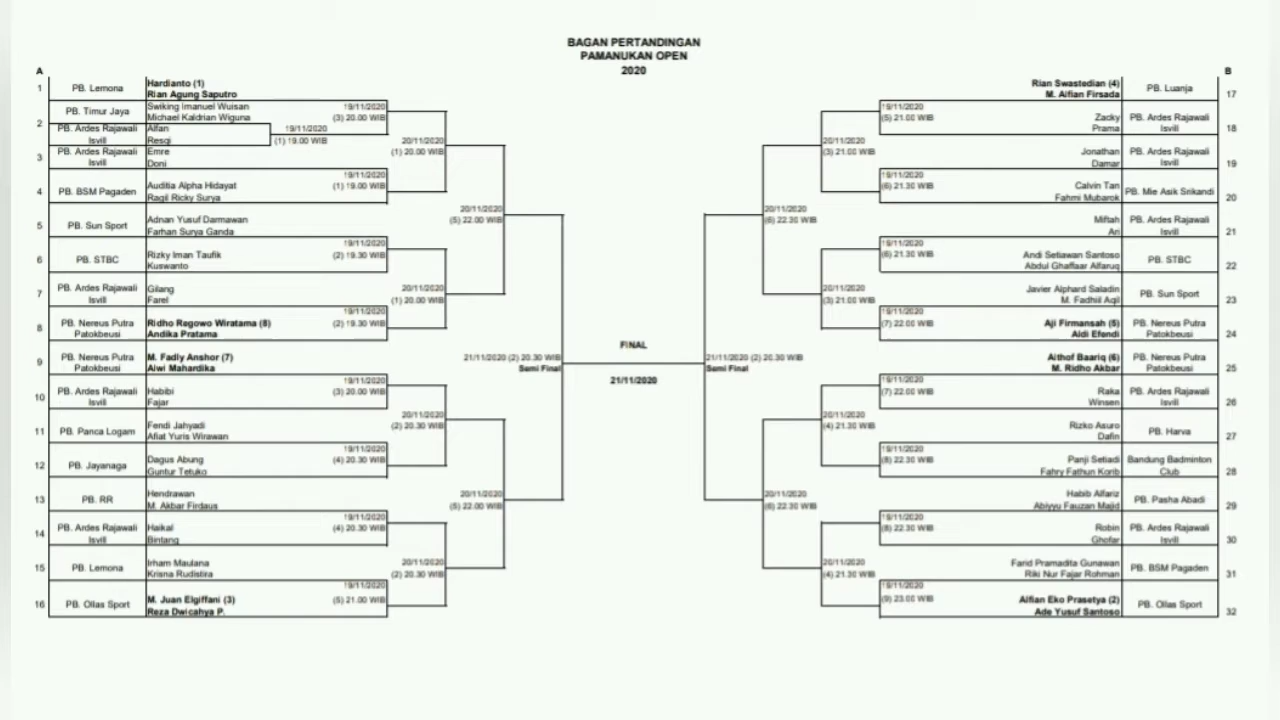 BAGAN PERTANDINGAN
PAMANUKAN OPEN
2020
A
1
PB. Lemona
Hardianto (1)
Rian Agung Saputro
19/11/2020
(3) 20.00 WIB
PB. Timur Jaya
Swiking Imanuel Wuisan
Michael Kaldrian Wiguna
2
PB. Ardes Rajawali
Isvill
Alfan
Resqi
19/11/2020
(1) 19.00 WIB
20/11/2020
(1) 20.00 WIB
3
PB. Ardes Rajawali
Isvill
Emre
Doni
19/11/2020
(1) 19.00 WIB
4
PB. BSM Pagaden
Auditia Alpha Hidayat
Ragil Ricky Surya
20/11/2020
(5) 22.00 WIB
5
PB. Sun Sport
Adnan Yusuf Darmawan
Farhan Surya Ganda
19/11/2020
(2) 19.30 WIB
6
PB. STBC
Rizky Iman Taufik
Kuswanto
20/11/2020
(1) 20.00 WIB
7
PB. Ardes Rajawali
Isvill
Gilang
Farel
19/11/2020
(2) 19.30 WIB
8
PB. Nereus Putra
Patokbeusi
Ridho Regowo Wiratama (8)
Andika Pratama
21/11/2020 (2) 20.30 WIB
Semi Final
9
PB. Nereus Putra
Patokbeusi
M. Fadly Anshor (7)
Alwi Mahardika
19/11/2020
(3) 20.00 WIB
10
PB. Ardes Rajawali
Isvill
Habibi
Fajar
20/11/2020
(2) 20.30 WIB
11
PB. Panca Logam
Fendi Jahyadi
Afiat Yuris Wirawan
19/11/2020
(4) 20.30 WIB
12
PB. Jayanaga
Dagus Abung
Guntur Tetuko
20/11/2020
(5) 22.00 WIB
13
PB. RR
Hendrawan
M. Akbar Firdaus
19/11/2020
(4) 20.30 WIB
14
PB. Ardes Rajawali
Isvill
Haikal
Bintang
20/11/2020
(2) 20.30 WIB
15
PB. Lemona
Irham Maulana
Krisna Rudistira
19/11/2020
(5) 21.00 WIB
16
PB. Ollas Sport
M. Juan Elgiffani (3)
Reza Dwicahya P.
FINAL
21/11/2020
B
Rian Swastedian (4)
M. Alfian Firsada
PB. Luanja
17
19/11/2020
(5) 21.00 WIB
Zacky
Prama
PB. Ardes Rajawali
Isvill
18
20/11/2020
(3) 21.00 WIB
Jonathan
Damar
PB. Ardes Rajawali
Isvill
19
19/11/2020
(6) 21.30 WIB
Calvin Tan
Fahmi Mubarok
PB. Mie Asik Srikandi
20
20/11/2020
(6) 22.30 WIB
Miftah
Ari
PB. Ardes Rajawali
Isvill
21
19/11/2020
(6) 21.30 WIB
Andi Setiawan Santoso
Abdul Ghaffaar Alfaruq
PB. STBC
22
20/11/2020
(3) 21.00 WIB
Javier Alphard Saladin
M. Fadhiil Aqil
PB. Sun Sport
23
19/11/2020
(7) 22.00 WIB
Aji Firmansah (5)
Aldi Efendi
PB. Nereus Putra
Patokbeusi
24
21/11/2020 (2) 20.30 WIB
Semi Final
Althof Baariq (6)
M. Ridho Akbar
PB. Nereus Putra
Patokbeusi
25
19/11/2020
(7) 22.00 WIB
Raka
Winsen
PB. Ardes Rajawali
Isvill
26
20/11/2020
(4) 21.30 WIB
Rizko Asuro
Dafin
PB. Harva
27
19/11/2020
(8) 22.30 WIB
Panji Setiadi
Fahry Fathun Korib
Bandung Badminton
Club
28
20/11/2020
(6) 22.30 WIB
Habib Alfariz
Abiyyu Fauzan Majid
PB. Pasha Abadi
29
19/11/2020
(8) 22.30 WIB
Robin
Ghofar
PB. Ardes Rajawali
Isvill
30
20/11/2020
(4) 21.30 WIB
Farid Pramadita Gunawan
Riki Nur Fajar Rohman
PB. BSM Pagaden
31
19/11/2020
(9) 23.00 WIB
Alfian Eko Prasetya (2)
Ade Yusuf Santoso
PB. Ollas Sport
32